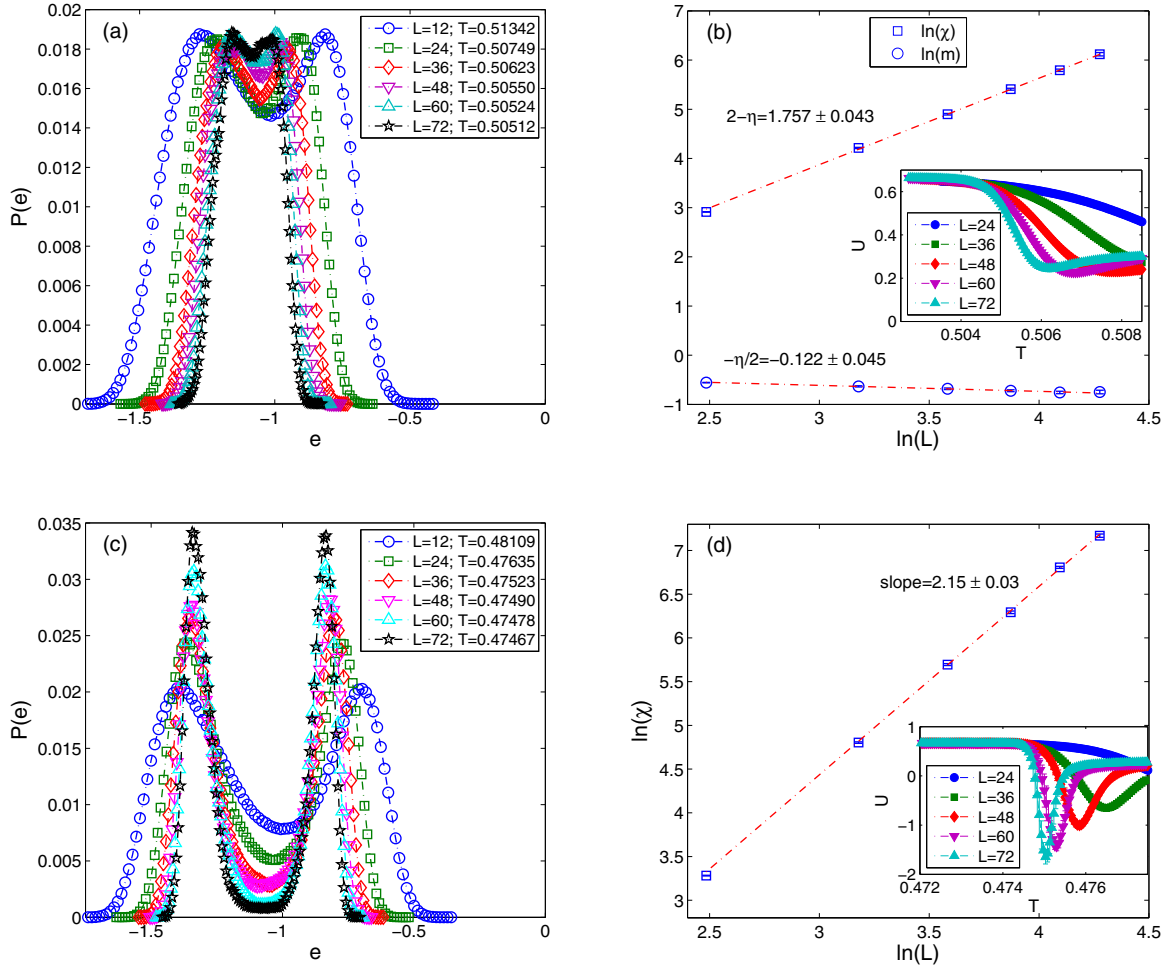 (a)
L=12; T=0.51342
L=24; T=0.50749
L=36; T=0.50623
L=48; T=0.50550
L=60; T=0.50524
L=72; T=0.50512
0.02
0.018
0.016
0.014
0.012
0.01
0.008
0.006
0.004
0.002
0
P(e)
−1.5
−1
−0.5
0
e
(b)
ln(χ)
ln(m)
2−η=1.757 ± 0.043
−η/2=−0.122 ± 0.045
7
6
5
4
3
2
1
0
−1
2.5
3
3.5
4
4.5
ln(L)
0.6
0.4
0.2
0
U
L=24
L=36
L=48
L=60
L=72
0.504
0.506
0.508
T
(c)
L=12; T=0.48109
L=24; T=0.47635
L=36; T=0.47523
L=48; T=0.47490
L=60; T=0.47478
L=72; T=0.47467
0.035
0.03
0.025
0.02
0.015
0.01
0.005
0
P(e)
−1.5
−1
−0.5
0
e
(d)
slope=2.15 ± 0.03
7
6.5
6
5.5
5
4.5
4
3.5
3
ln(χ)
2.5
3
3.5
4
4.5
ln(L)
1
0
−1
−2
U
L=24
L=36
L=48
L=60
L=72
0.472
0.474
0.476
T